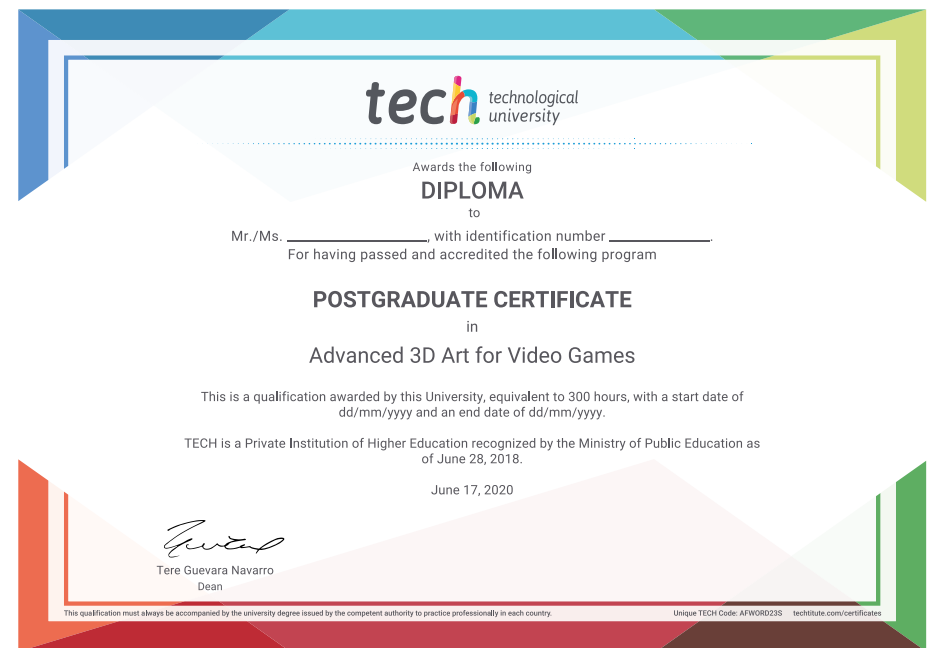 tech technological
university
Awards the following
DIPLOMA
to
Mr./Ms. ____________, with identification number _________.
For having passed and accredited the following program
POSTGRADUATE CERTIFICATE
in
Advanced 3D Art for Video Games
This is a qualification awarded by this University, equivalent to 300 hours, with a start date of
dd/mm/yyyy and an end date of dd/mm/yyyy.
TECH is a Private Institution of Higher Education recognized by the Ministry of Public Education as
of June 28, 2018.
June 17, 2020
Tere Guevara Navarro
Dean
This qualification must always be accompanied by the university degree issued by the competent authority to practice professionally in each country.
Unique TECH Code: AFWORD23S techtitute.com/certificates